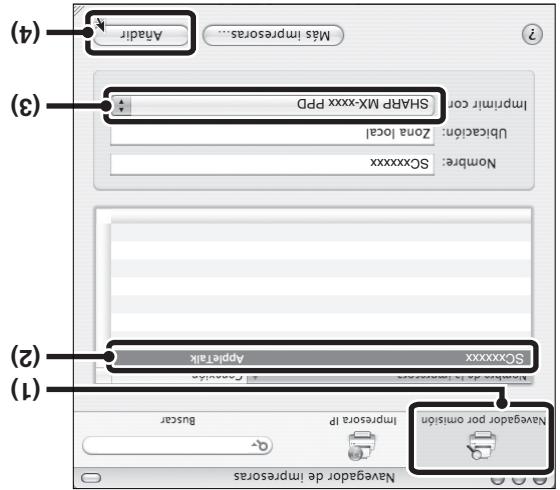 Navegador de impresoras
Navegador por omisión
Impresora IP
Buscar
(1)
Nombre de la impresora
Conexión
SCxxxxxx
AppleTalk
(2)
Nombre: SCxxxxxx
Ubicación: Zona local
Imprimir con: SHARP MX-xxxx PPD
(3)
?
Más impresoras...
Añadir
(4)